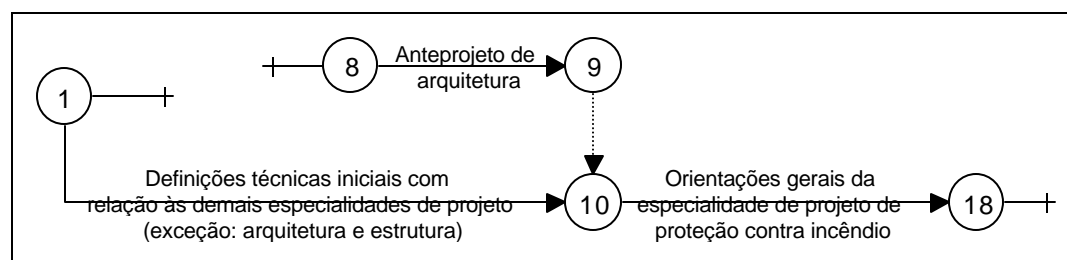 8
Anteprojeto de
arquitetura
9
1
Definições técnicas iniciais com
relação às demais especialidades de projeto
(exceção: arquitetura e estrutura)
10
Orientações gerais da
especialidade de projeto de
proteção contra incêndio
18